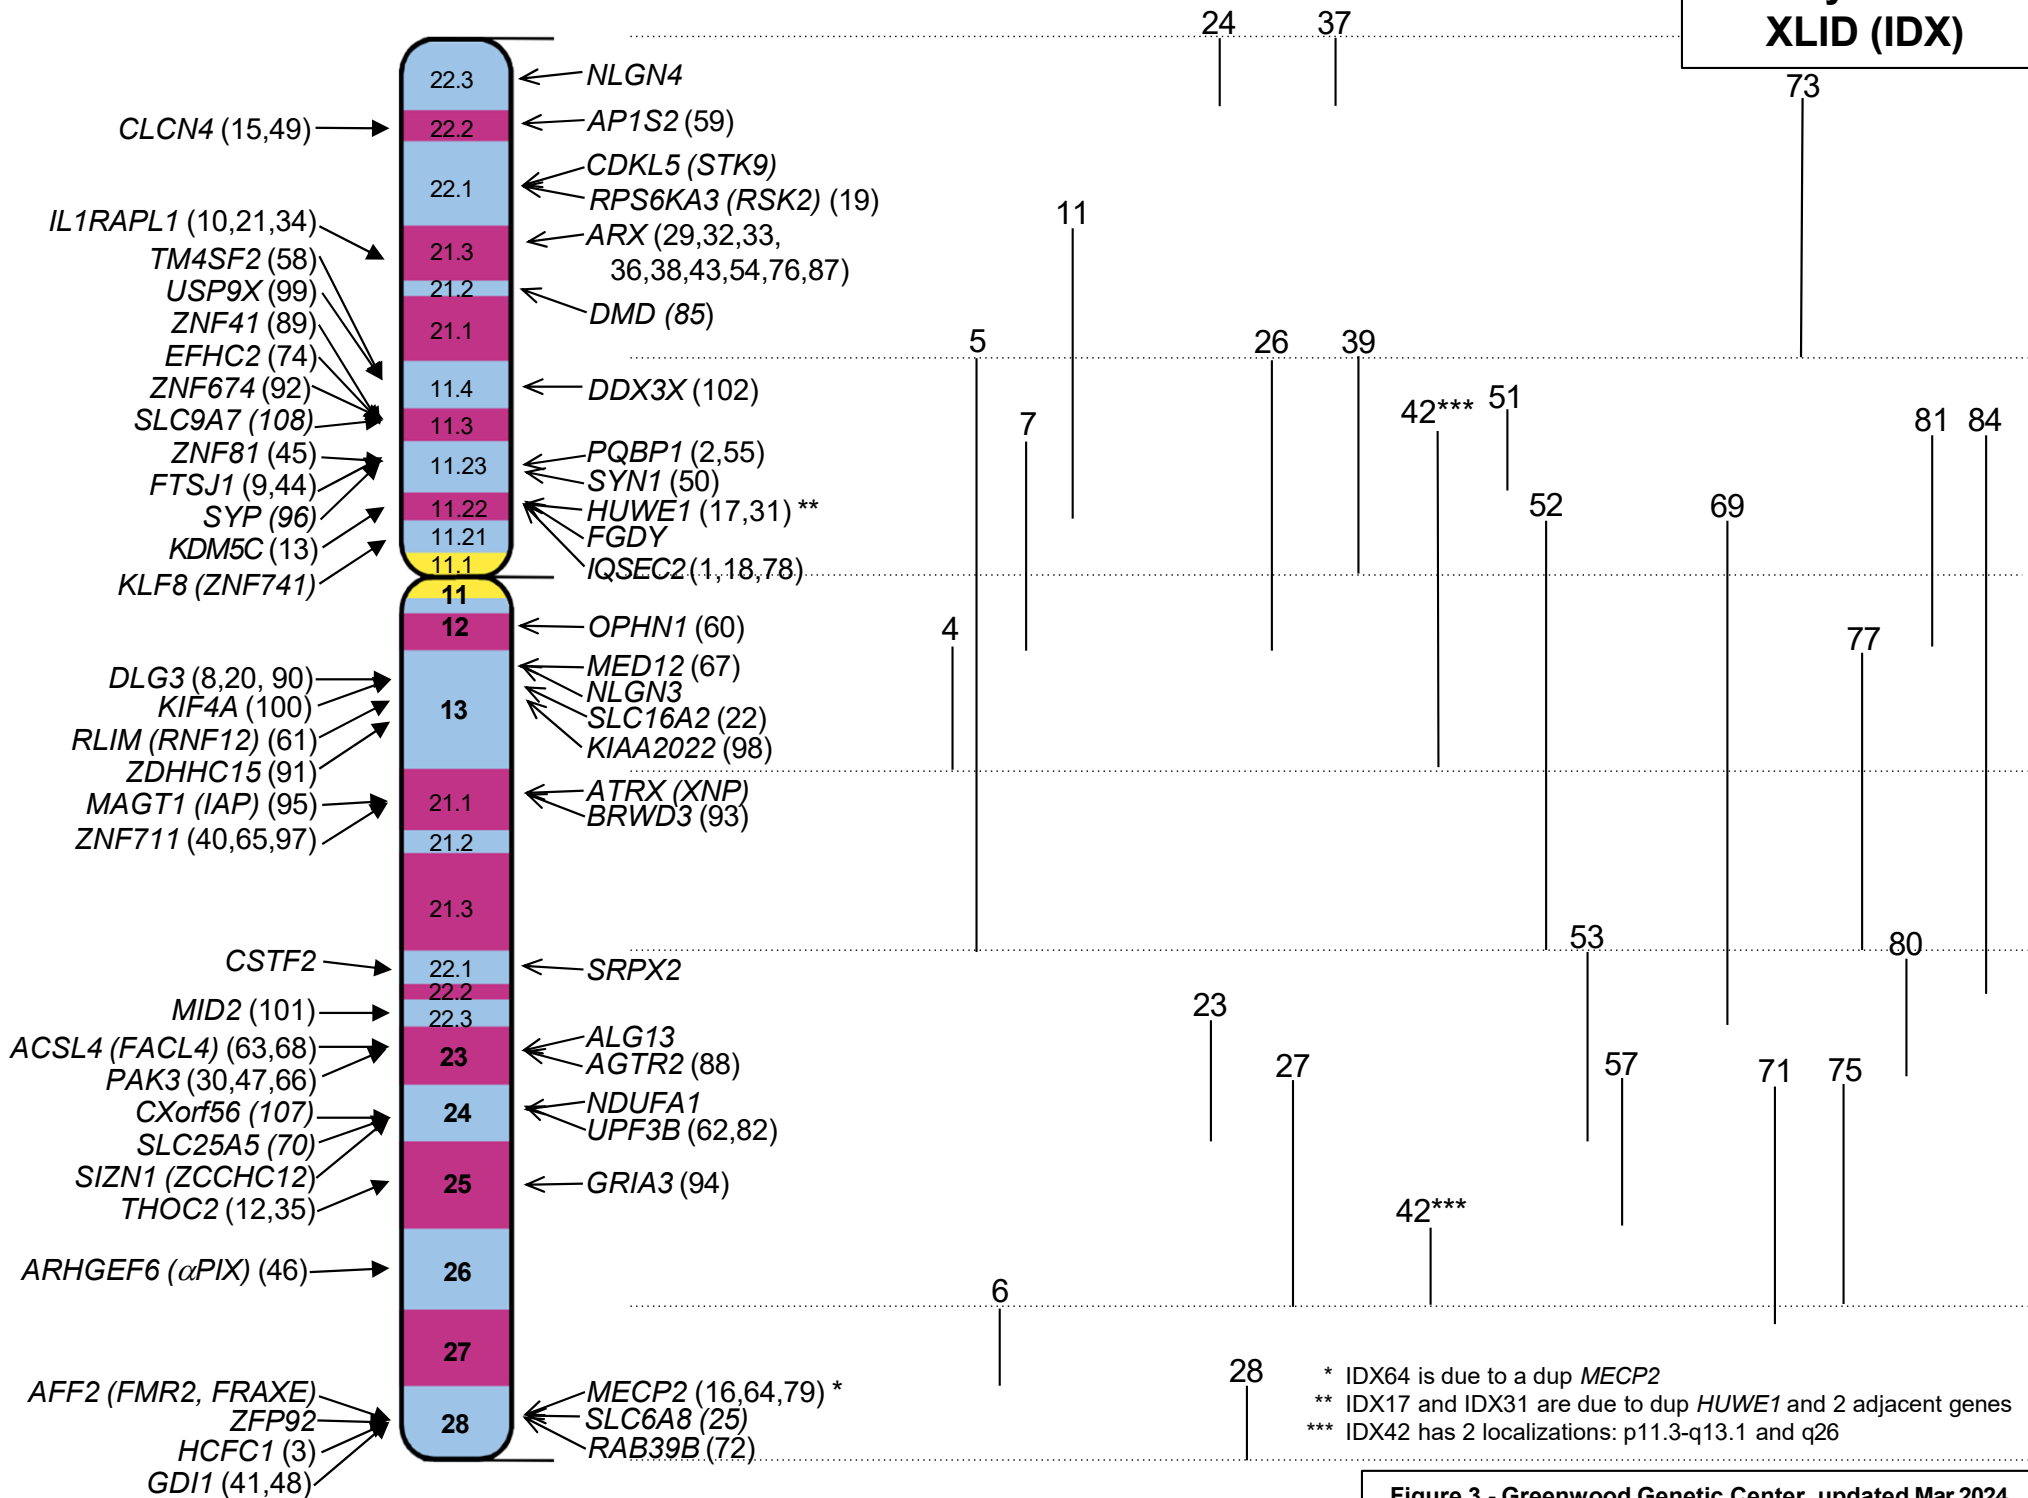 XLID (IDX)
24
37
73
22.3
NLGN4
CLCN4 (15,49)
22.2
AP1S2 (59)
CDKL5 (STK9)
22.1
RPS6KA3 (RSK2) (19)
11
IL1RAPL1 (10,21,34)
ARX (29,32,33,
36,38,43,54,76,87)
21.3
TM4SF2 (58)
21.2
USP9X (99)
DMD (85)
ZNF41 (89)
21.1
5
26
39
EFHC2 (74)
ZNF674 (92)
11.4
DDX3X (102)
42***
51
SLC9A7 (108)
11.3
7
81
84
ZNF81 (45)
11.23
PQBP1 (2,55)
FTSJ1 (9,44)
SYN1 (50)
SYP (96)
11.22
HUWE1 (17,31) **
52
69
KDM5C (13)
11.21
FGDY
KLF8 (ZNF741)
11.1
IQSEC2 (1,18,78)
11
12
OPHN1 (60)
4
77
DLG3 (8,20, 90)
MED12 (67)
KIF4A (100)
NLGN3
13
SLC16A2 (22)
RLIM (RNF12) (61)
KIAA2022 (98)
ZDHHC15 (91)
MAGT1 (IAP) (95)
21.1
ATRX (XNP)
BRWD3 (93)
ZNF711 (40,65,97)
21.2
21.3
53
80
CSTF2
22.1
SRPX2
22.2
MID2 (101)
22.3
23
ACSL4 (FACL4) (63,68)
23
ALG13
AGTR2 (88)
27
57
71
75
PAK3 (30,47,66)
CXorf56 (107)
24
NDUFA1
SLC25A5 (70)
UPF3B (62,82)
SIZN1 (ZCCHC12)
25
GRIA3 (94)
THOC2 (12,35)
42***
ARHGEF6 (αPIX) (46)
26
6
27
28
* IDX64 is due to a dup MECP2
AFF2 (FMR2, FRAXE)
MECP2 (16,64,79) *
** IDX17 and IDX31 are due to dup HUWE1 and 2 adjacent genes
ZFP92
28
SLC6A8 (25)
*** IDX42 has 2 localizations: p11.3-q13.1 and q26
HCFC1 (3)
RAB39B (72)
GDI1 (41,48)
Figure 3 - Greenwood Genetic Center, updated Mar 2024